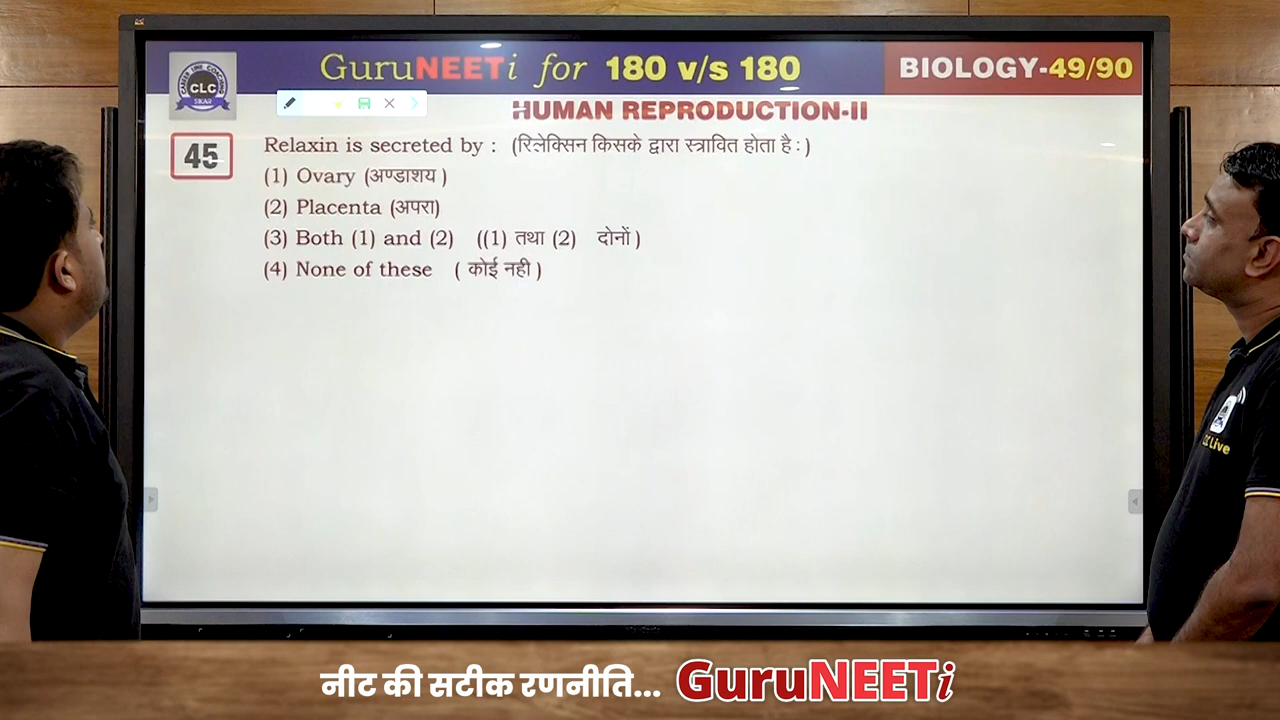 GuruNEETi for 180 v/s 180
BIOLOGY-49/90
CLC
SIKAR
HUMAN REPRODUCTION-II
45
Relaxin is secreted by : (रिलेक्सिन किसके द्वारा स्त्रावित होता है : )
(1) Ovary (अण्डाशय )
(2) Placenta (अपरा)
(3) Both (1) and (2) ((1) तथा (2) दोनों )
(4) None of these ( कोई नही )
Live
नीट की सटीक रणनीति... GuruNEETi